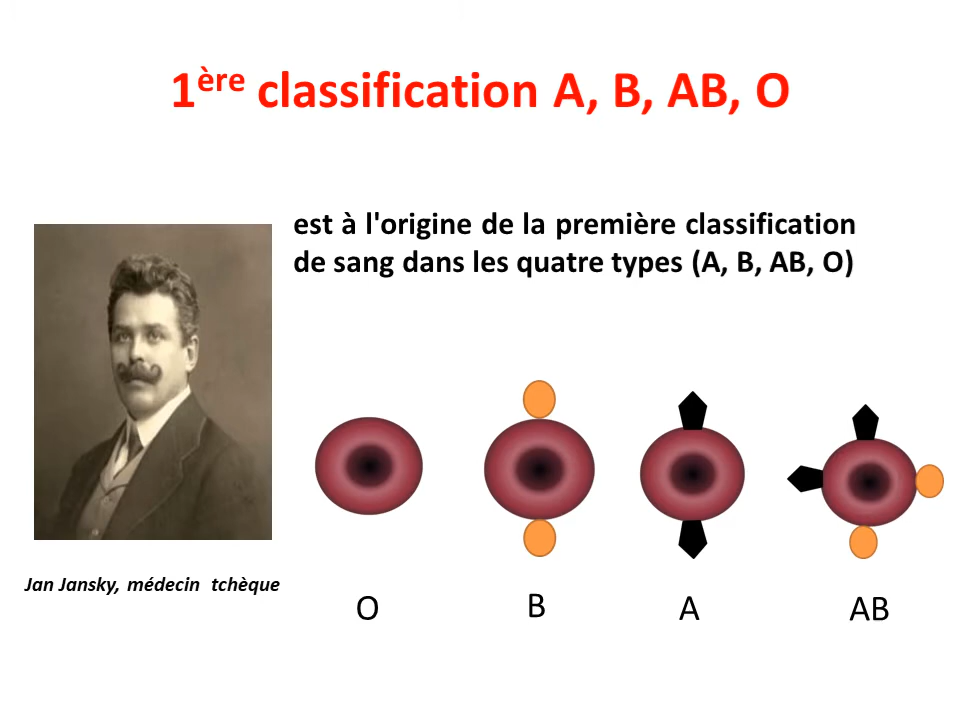 1ère classification A, B, AB, O
est à l'origine de la première classification
de sang dans les quatre types (A, B, AB, O)
Jan Jansky, médecin tchèque
O B A AB